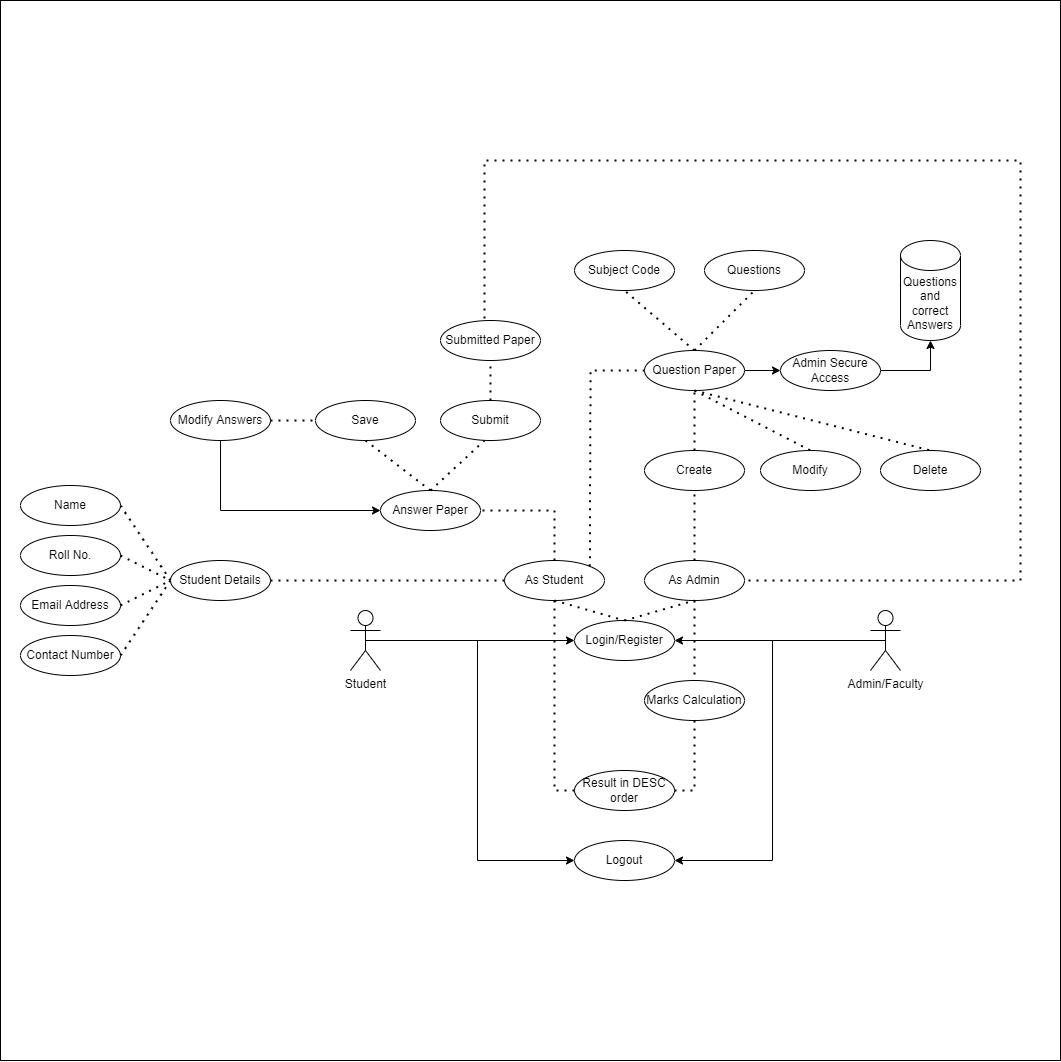 Subject Code
Questions
Questions
and
correct
Answers
Submitted Paper
Question Paper
Admin Secure
Access
Modify Answers
Save
Submit
Create
Modify
Delete
Name
Answer Paper
Roll No.
Student Details
As Student
As Admin
Email Address
Contact Number
Login/Register
Student
Admin/Faculty
Marks Calculation
Result in DESC
order
Logout